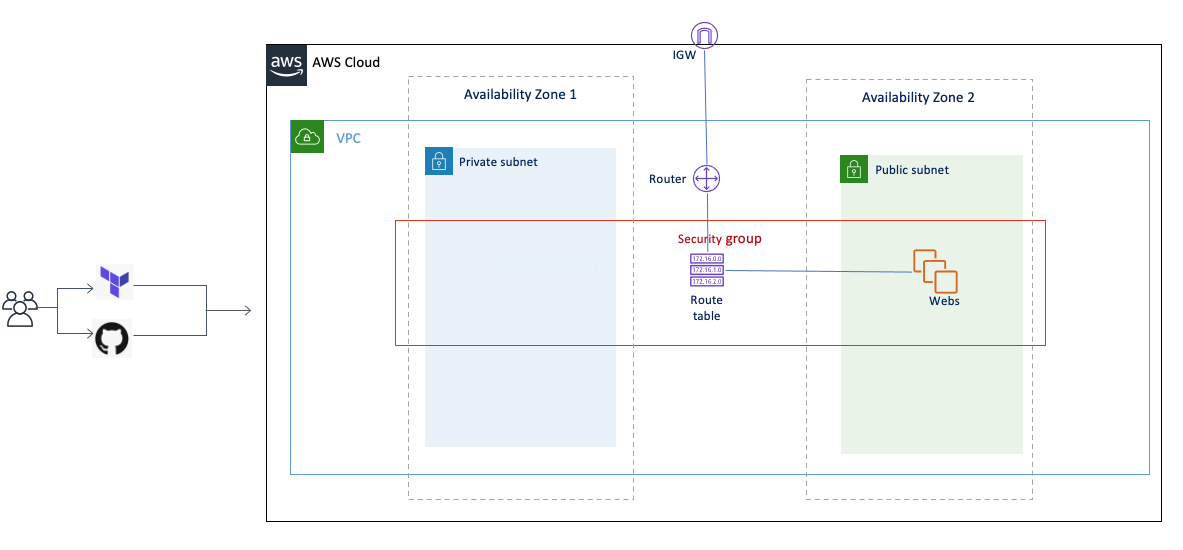 IGW
aws
AWS Cloud
Availability Zone 1
Availability Zone 2
VPC
Private subnet
Public subnet
Router
Security group
172.16.0.0
172.16.1.0
172.16.2.0
Route
table
Webs